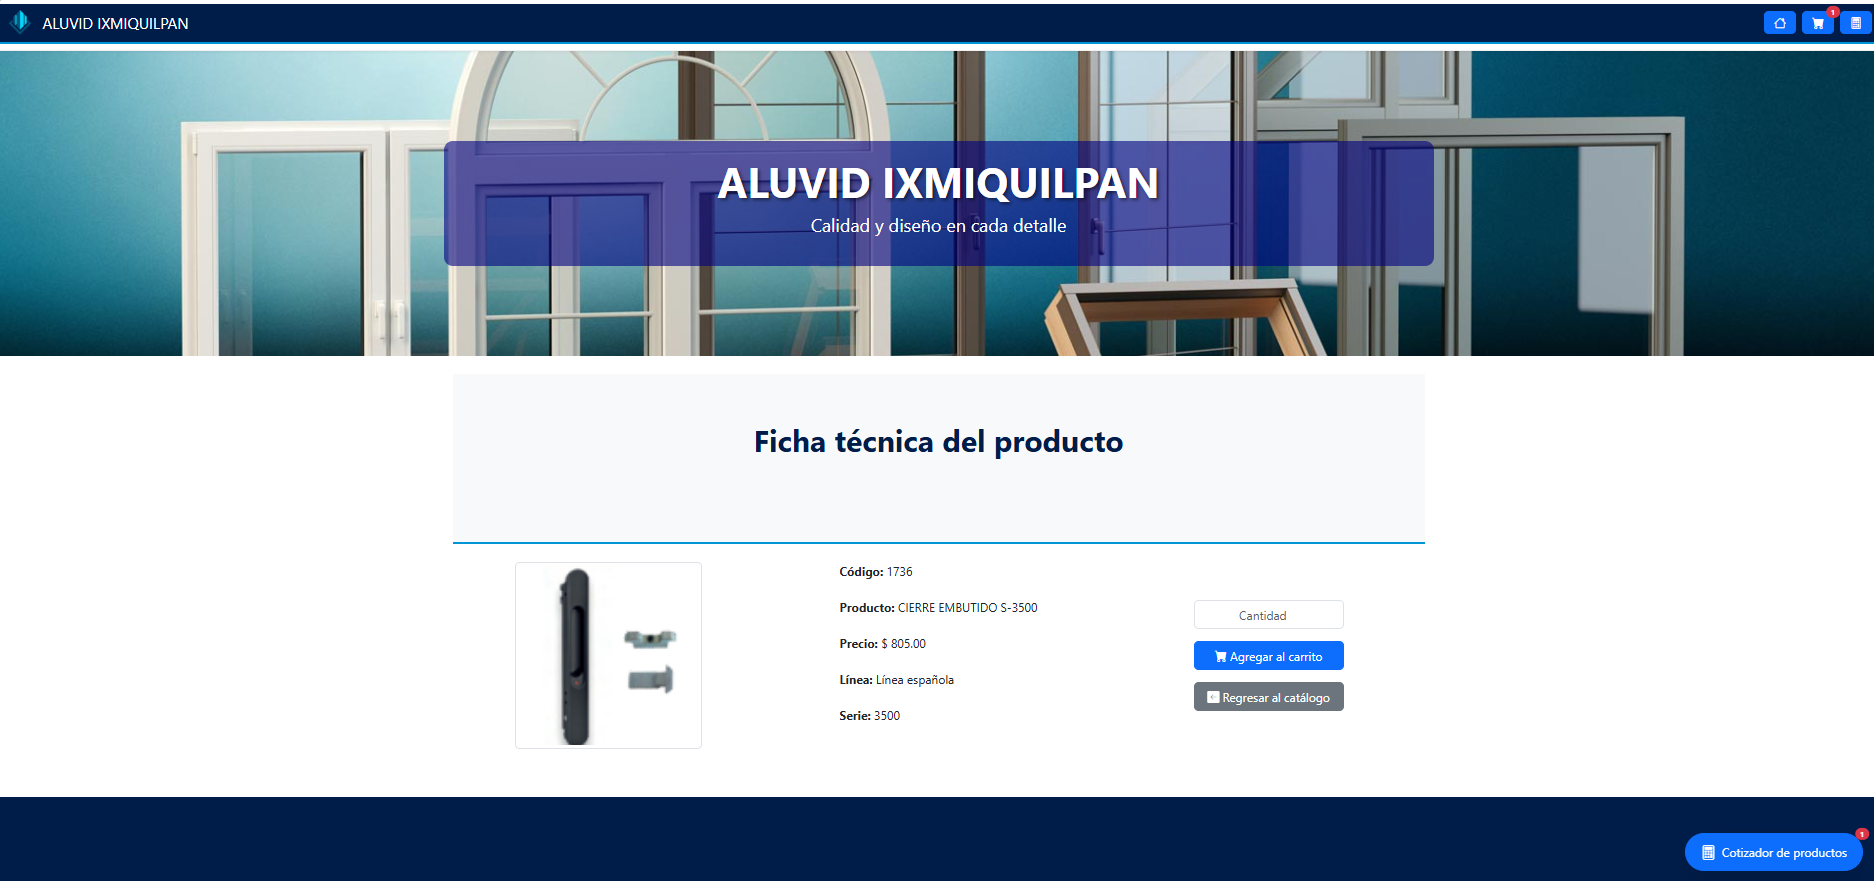 ALUVID IXMIQUILPAN
1
ALUVID IXMIQUILPAN
Calidad y diseño en cada detalle
Ficha técnica del producto
Código: 1736
Producto: CIERRE EMBUTIDO S-3500
Precio: $ 805.00
Línea: Línea española
Serie: 3500
Cantidad
Agregar al carrito
Regresar al catálogo
1
Cotizador de productos